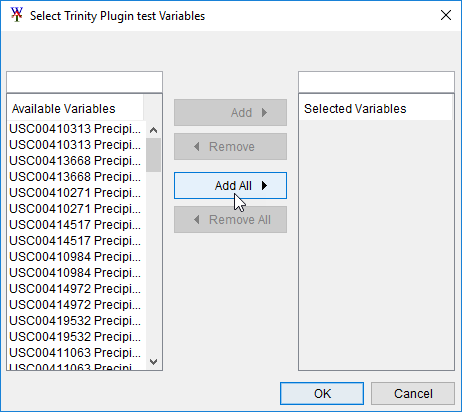 Select Trinity Plugin test Variables
Available Variables
USC00410313 Precipi...
USC00410313 Precipi...
USC00413668 Precipi...
USC00413668 Precipi...
USC00410271 Precipi...
USC00410271 Precipi...
USC00414517 Precipi...
USC00414517 Precipi...
USC00410984 Precipi...
USC00410984 Precipi...
USC00414972 Precipi...
USC00414972 Precipi...
USC00419532 Precipi...
USC00419532 Precipi...
USC00411063 Precipi...
USC00411063 Precipi...
Add
Remove
Add All
Remove All
Selected Variables
OK
Cancel